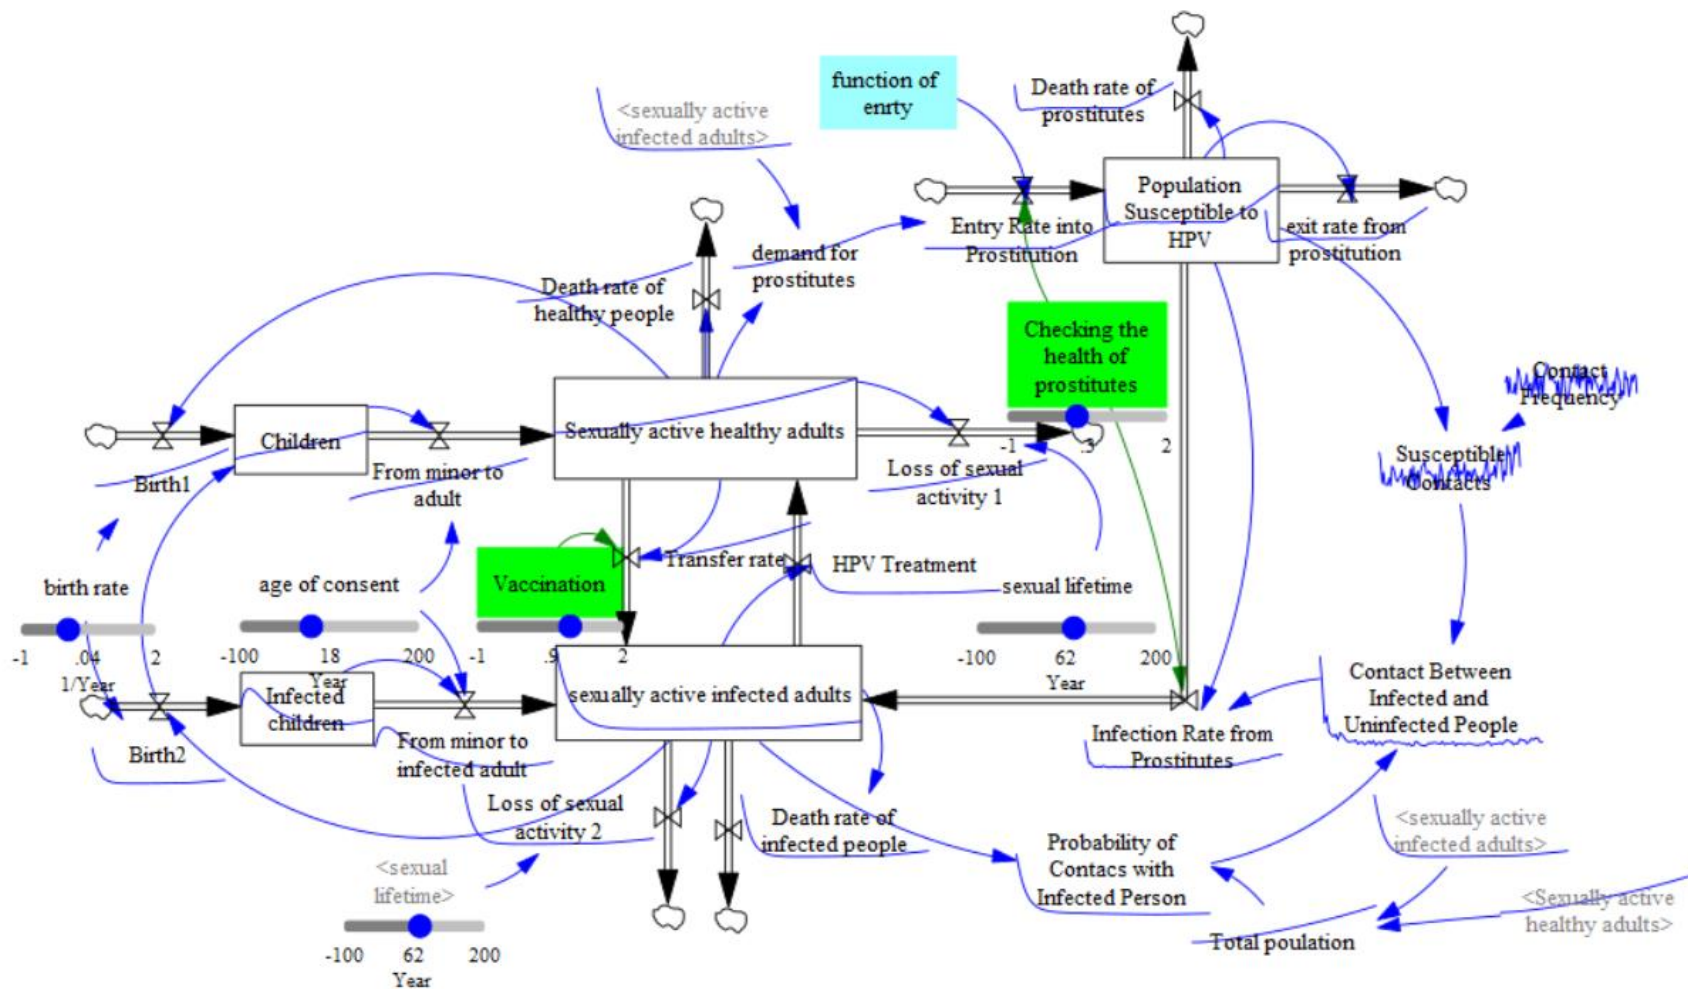 function of
enrty
Death rate of
prostitutes
<sexually active
infected adults>
Population
Susceptible to
HPV
Entry Rate into
Prostitution
exit rate from
prostitution
demand for
prostitutes
Death rate of
healthy people
Checking the
health of
prostitutes
-1
.3
2
Contact
Frequency
Susceptible
Contacts
Children
Sexually active healthy adults
Birth1
From minor to
adult
Loss of sexual
activity 1
birth rate
-1
.04
2
1/Year
age of consent
-100
18
200
Year
Vaccination
-1
.9
2
Transfer rate
HPV Treatment
sexual lifetime
-100
62
200
Year
Infected
children
sexually active infected adults
Birth2
From minor to
infected adult
Infection Rate from
Prostitutes
Contact Between
Infected and
Uninfected People
Loss of sexual
activity 2
Death rate of
infected people
Probability of
Contacs with
Infected Person
<sexually active
infected adults>
<sexual
lifetime>
-100
62
200
Year
Total poulation
<Sexually active
healthy adults>